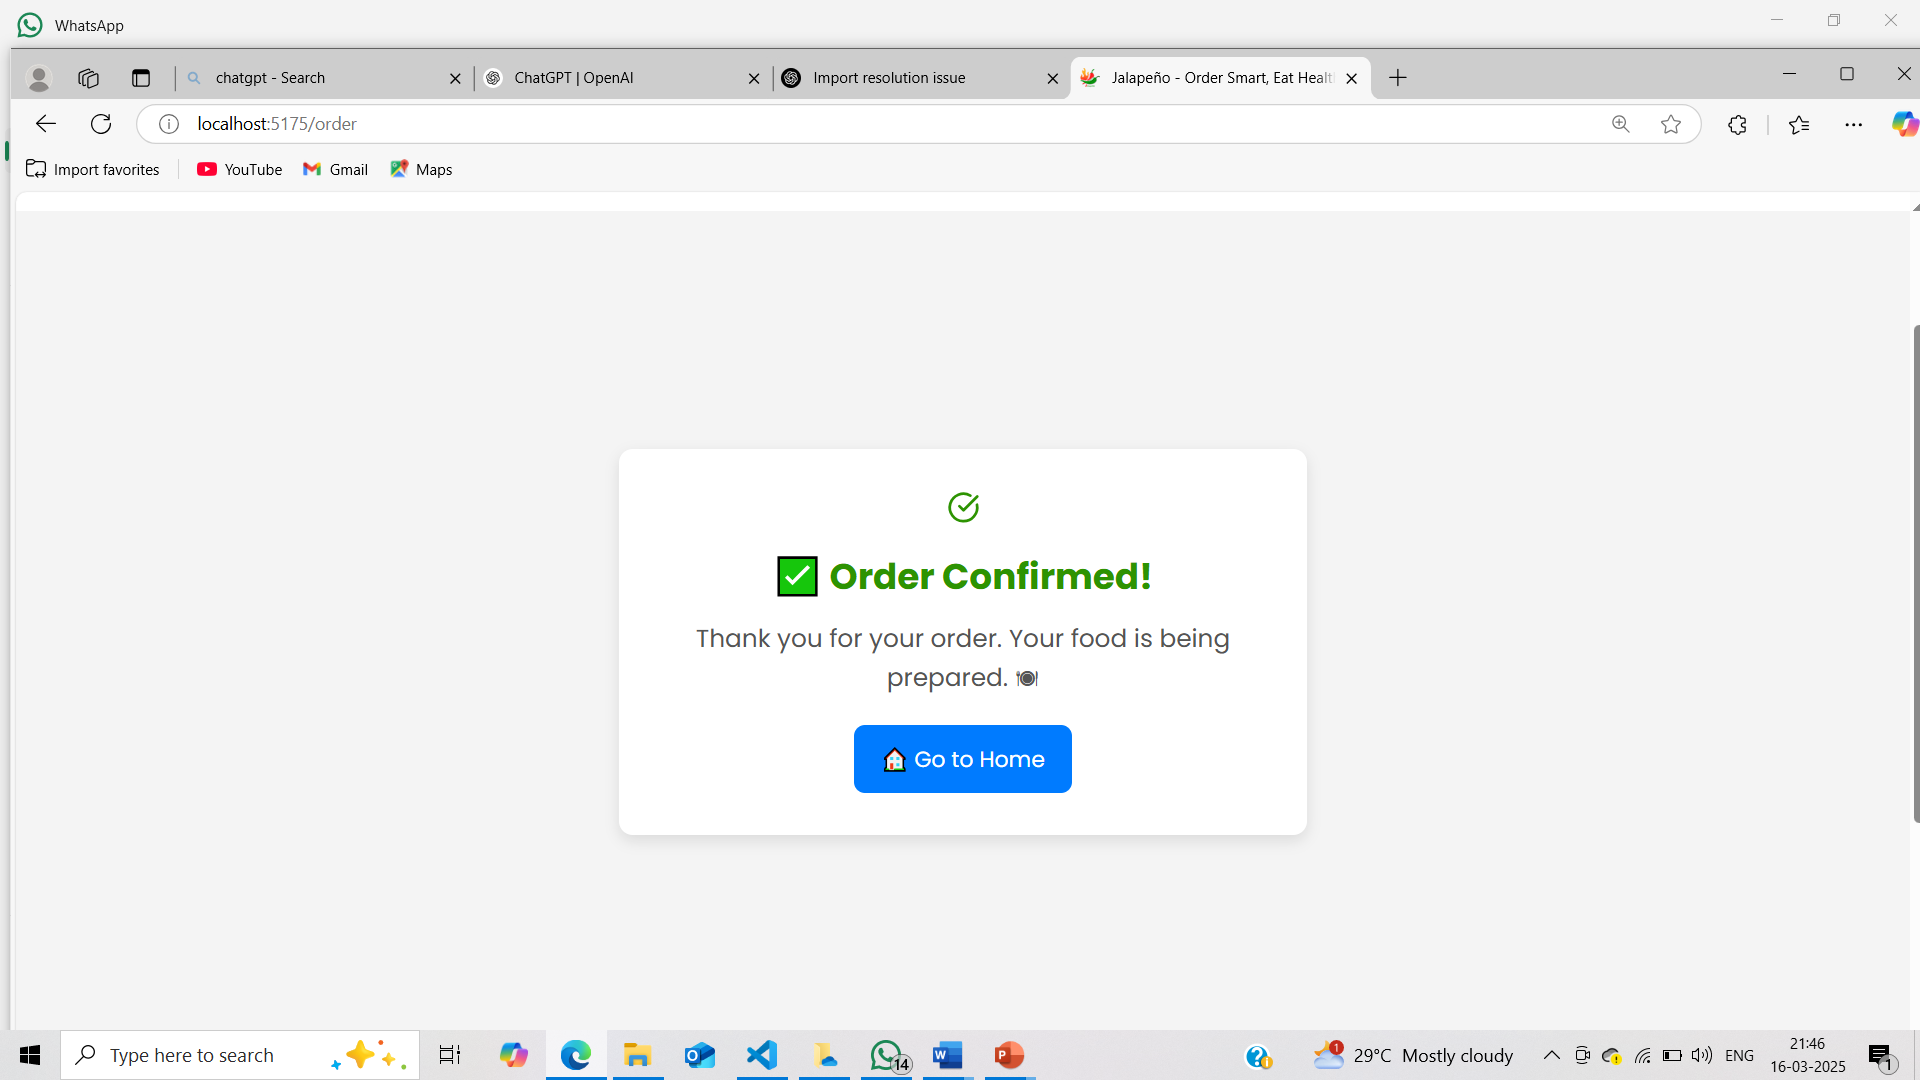 WhatsApp
chatgpt - Search
ChatGPT | OpenAI
Import resolution issue
Jalapeño - Order Smart, Eat Healt
localhost:5175/order
Import favorites
YouTube
Gmail
Maps
✅ Order Confirmed!
Thank you for your order. Your food is being
prepared. 🍽
🏠 Go to Home
Type here to search
14
1
29°C Mostly cloudy
ENG
21:46
16-03-2025
1